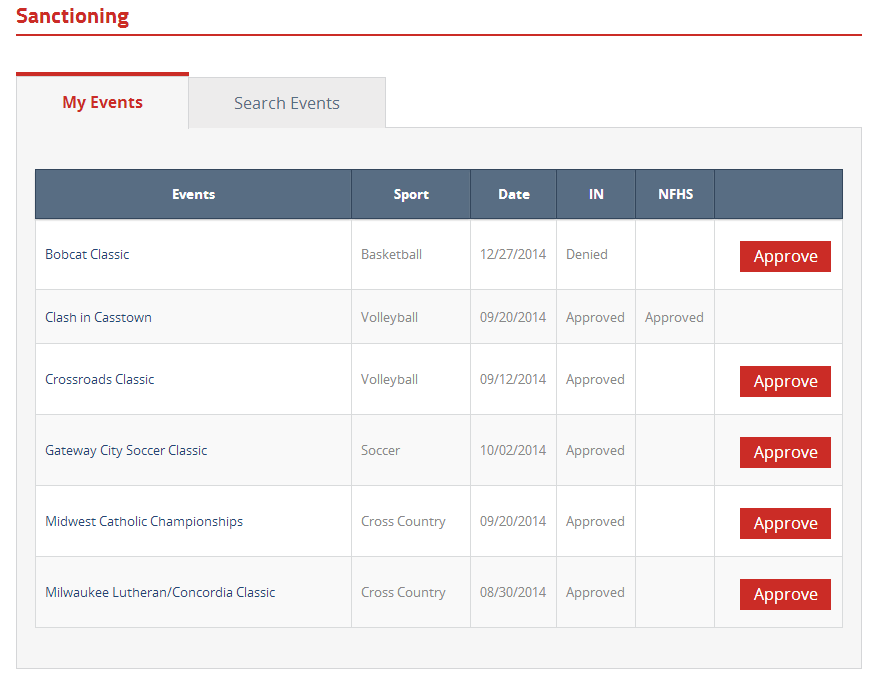 Sanctioning
My Events Search Events
Events Sport Date IN NFHS
Bobcat Classic Basketball 12/27/2014 Denied Approve
Clash in Casstown Volleyball 09/20/2014 Approved Approved
Crossroads Classic Volleyball 09/12/2014 Approved Approve
Gateway City Soccer Classic Soccer 10/02/2014 Approved Approve
Midwest Catholic Championships Cross Country 09/20/2014 Approved Approve
Milwaukee Lutheran/Concordia Classic Cross Country 08/30/2014 Approved Approve